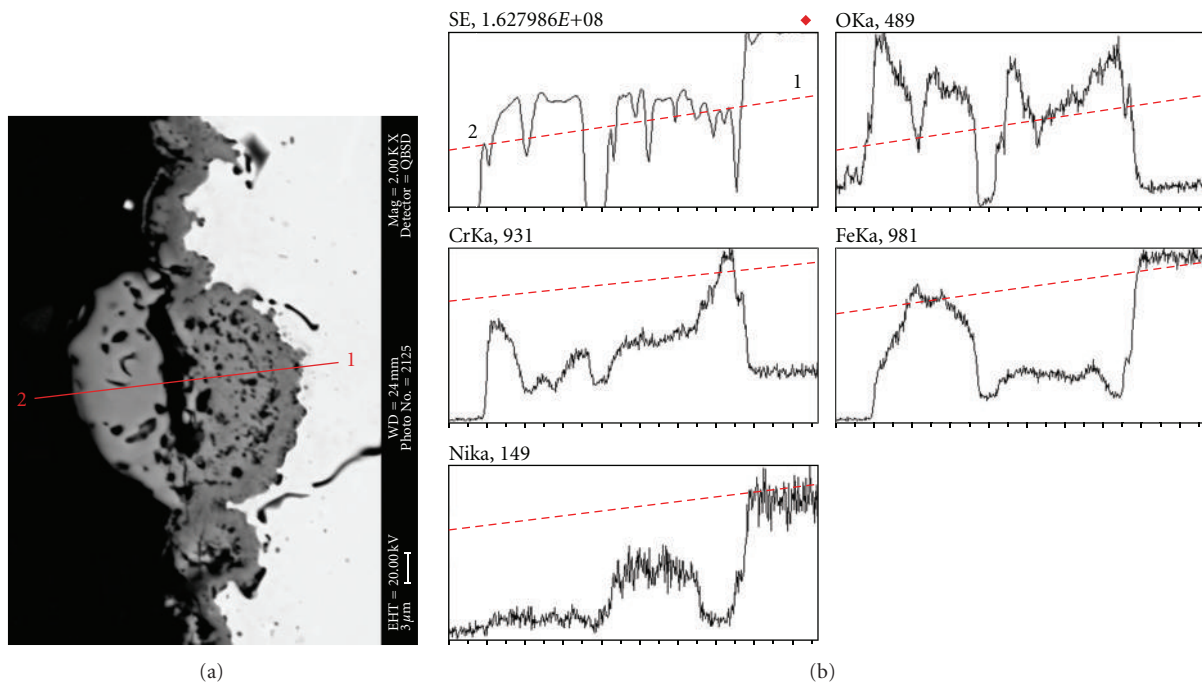 Mag = 2.00 K X
Detector = QBSD
WD = 24 mm
Photo No. = 2125
EHT = 20.00 kV
3 μm
1
2
(a)
SE, 1.627986E+08
1
2
OKa, 489
CrKa, 931
FeKa, 981
Nika, 149
(b)